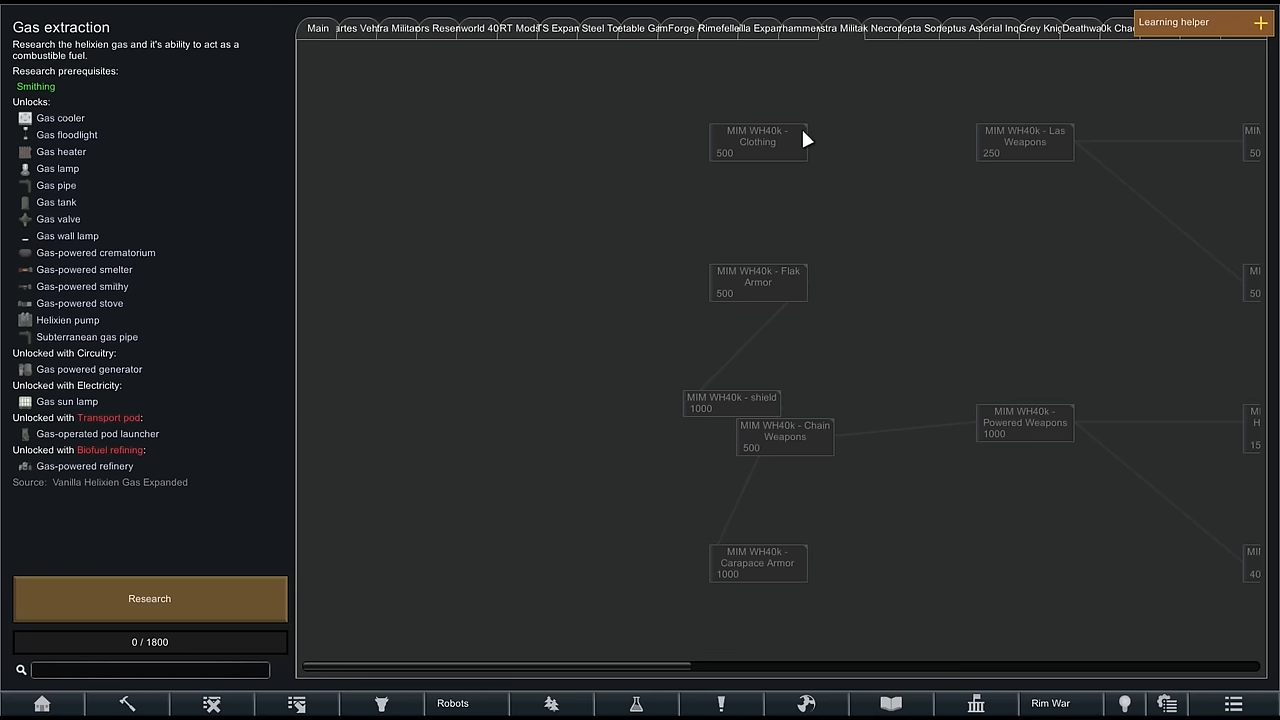 Gas extraction
Research the helixien gas and it's ability to act as a
combustible fuel.
Research prerequisites:
Smithing
Unlocks:
Gas cooler
Gas floodlight
Gas heater
Gas lamp
Gas pipe
Gas tank
Gas valve
Gas wall lamp
Gas-powered crematorium
Gas-powered smelter
Gas-powered smithy
Gas-powered stove
Helixien pump
Subterranean gas pipe
Unlocked with Circuitry:
Gas powered generator
Unlocked with Electricity:
Gas sun lamp
Unlocked with Transport pod:
Gas-operated pod launcher
Unlocked with Biofuel refining:
Gas-powered refinery
Source: Vanilla Helixien Gas Expanded
Research
0 / 1800
Main
Learning helper
MIM WH40k -
Clothing
500
MIM WH40k - Las
Weapons
250
50
MIM WH40k - Flak
Armor
500
50
MIM WH40k - shield
1000
MIM WH40k - Chain
Weapons
500
MIM WH40k -
Powered Weapons
1000
H
15
MIM WH40k -
Carapace Armor
1000
40
Robots
Rim War